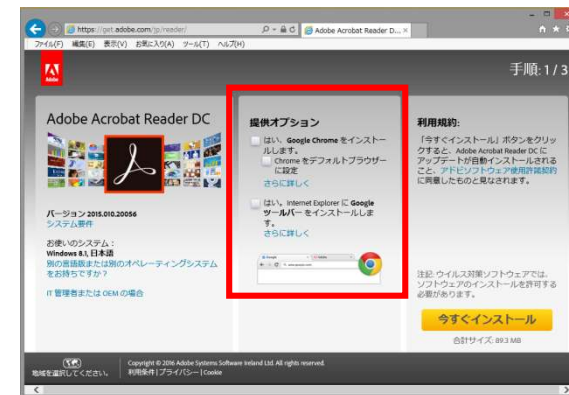 https://get.adobe.com/jp/reader/
Adobe Acrobat Reader D...
ファイル(F) 編集(E) 表示(V) お気に入り(A) ツール(T) ヘルプ(H)
Adobe
手順: 1 / 3
Adobe Acrobat Reader DC
バージョン 2015.010.20056
システム要件
お使いのシステム :
Windows 8.1, 日本語
別の言語版または別のオペレーティングシステム
をお持ちですか?
IT 管理者または OEM の場合
提供オプション
はい、Google Chrome をインストー
ルします。
Chrome をデフォルトブラウザー
に設定
さらに詳しく
はい、Internet Explorer に Google
ツールバー をインストールしま
す。
さらに詳しく
利用規約:
「今すぐインストール」ボタンをクリッ
クすると、Adobe Acrobat Reader DC に
アップデートが自動インストールされる
こと、アドビソフトウェア使用許諾契約
に同意したものと見なされます。
注記: ウイルス対策ソフトウェアでは、
ソフトウェアのインストールを許可する
必要があります。
今すぐインストール
合計サイズ: 89.3 MB
地域を選択してください。
Copyright © 2016 Adobe Systems Software Ireland Ltd. All rights reserved.
利用条件 | プライバシー | Cookie